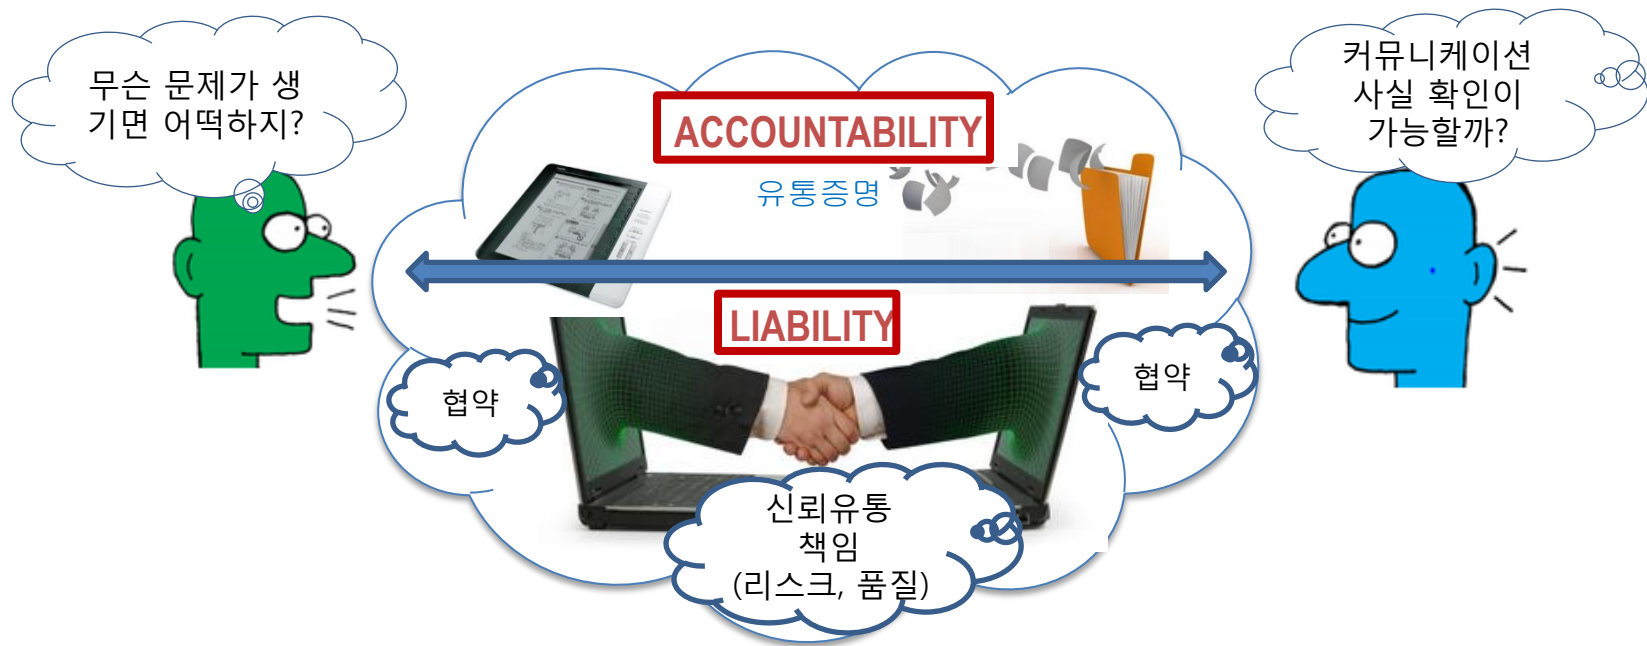 무슨 문제가 생
기면 어떡하지?
커뮤니케이션
사실 확인이
가능할까?
ACCOUNTABILITY
유통증명
LIABILITY
협약
협약
신뢰유통
책임
(리스크, 품질)